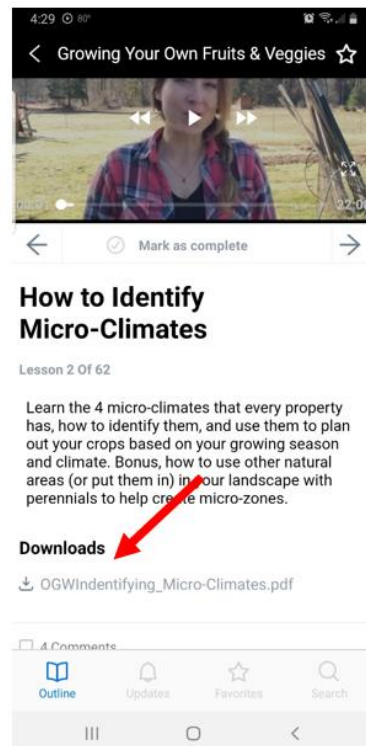 4:29 80°
Growing Your Own Fruits & Veggies
22:0
Mark as complete
How to Identify
Micro-Climates
Lesson 2 Of 62
Learn the 4 micro-climates that every property
has, how to identify them, and use them to plan
out your crops based on your growing season
and climate. Bonus, how to use other natural
areas (or put them in) in your landscape with
perennials to help create micro-zones.
Downloads
OGWIndentifying_Micro-Climates.pdf
4 Comments
Outline Updates Favorites Search